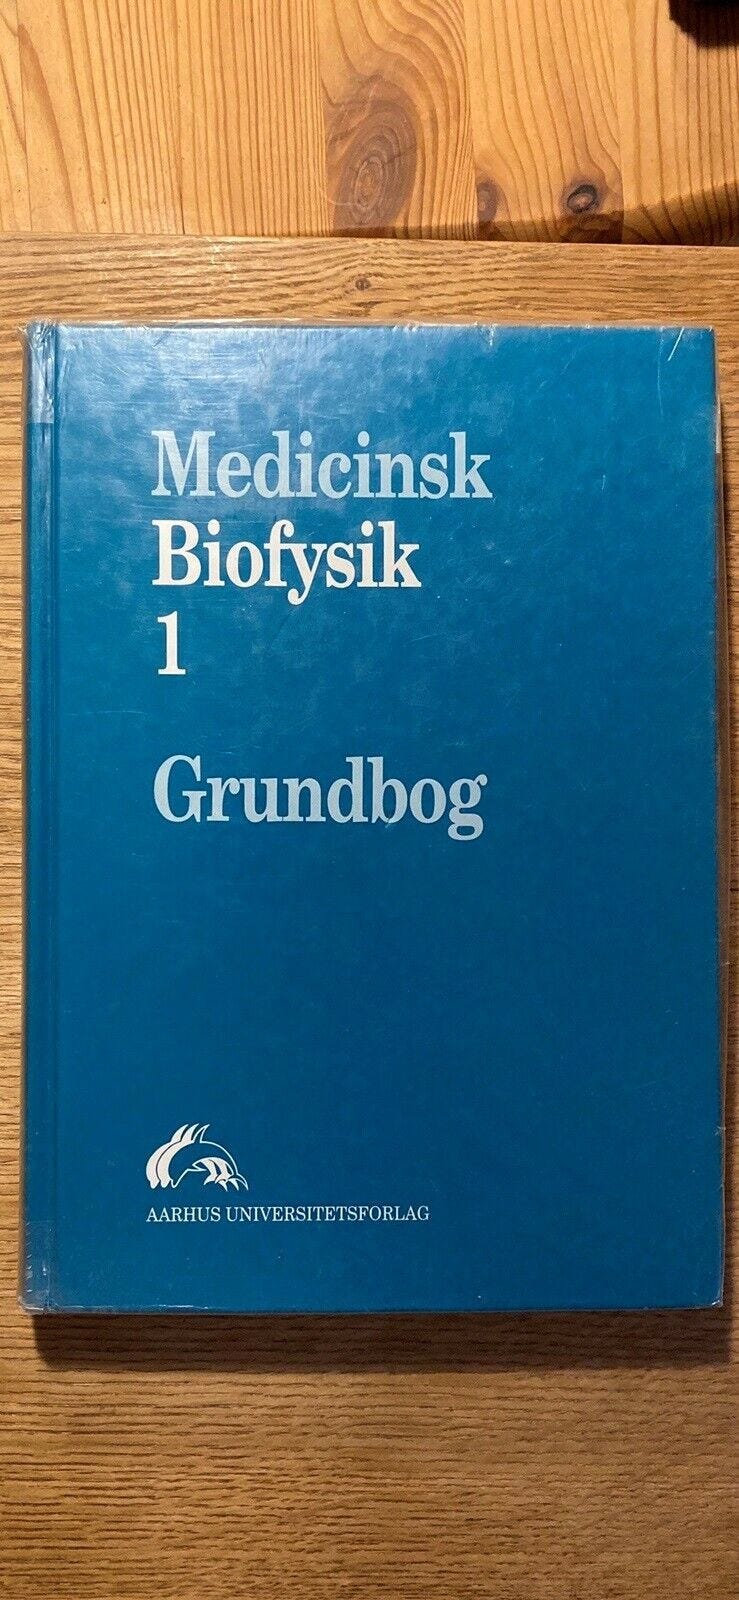 Medicinsk
Biofysik
1
Grundbog
AARHUS UNIVERSITETSFORLAG